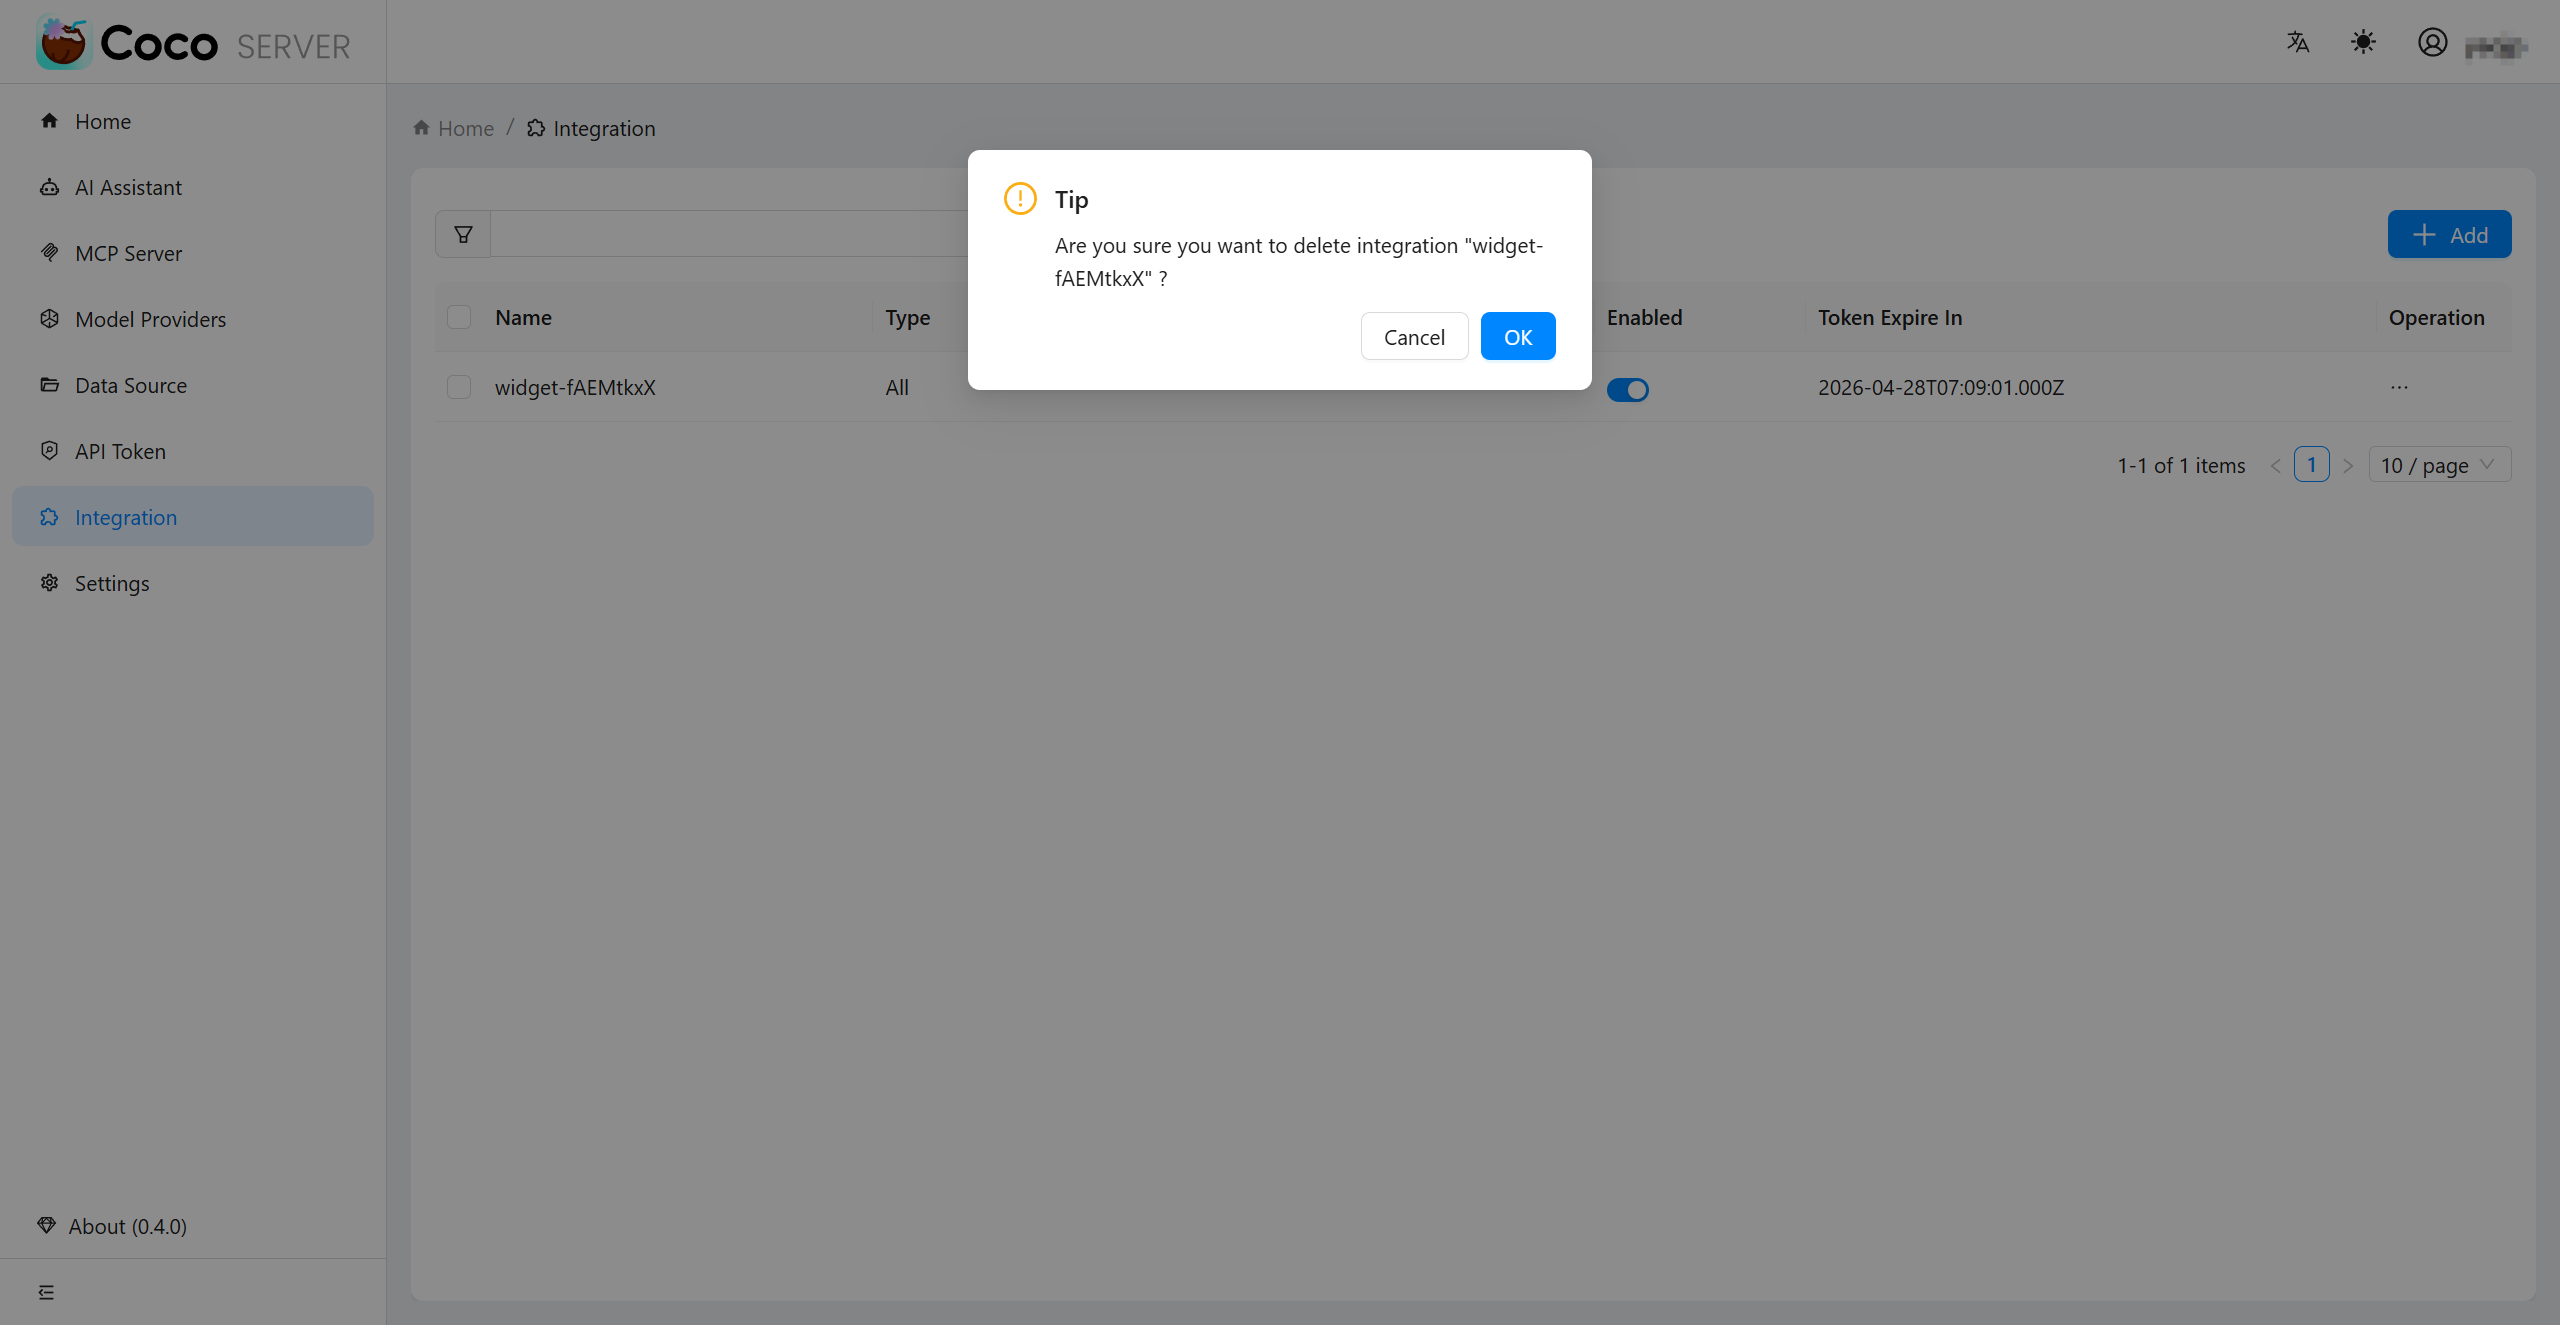 Coco SERVER
Home
AI Assistant
MCP Server
Model Providers
Data Source
API Token
Integration
Settings
About (0.4.0)
Home / Integration
Tip
Are you sure you want to delete integration "widget-
fAEMtkxX" ?
Cancel OK
Add
Name Type Enabled Token Expire In Operation
widget-fAEMtkxX All 2026-04-28T07:09:01.000Z ···
1-1 of 1 items < 1 > 10 / page